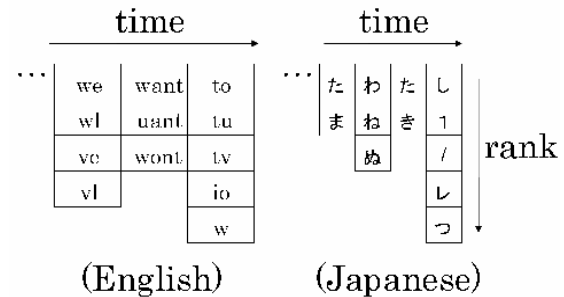 time time
… we want to … た わ た し
wl uant tu ま ね き 1
vc wont tv ぬ /
vl io レ
w つ
rank
(English) (Japanese)